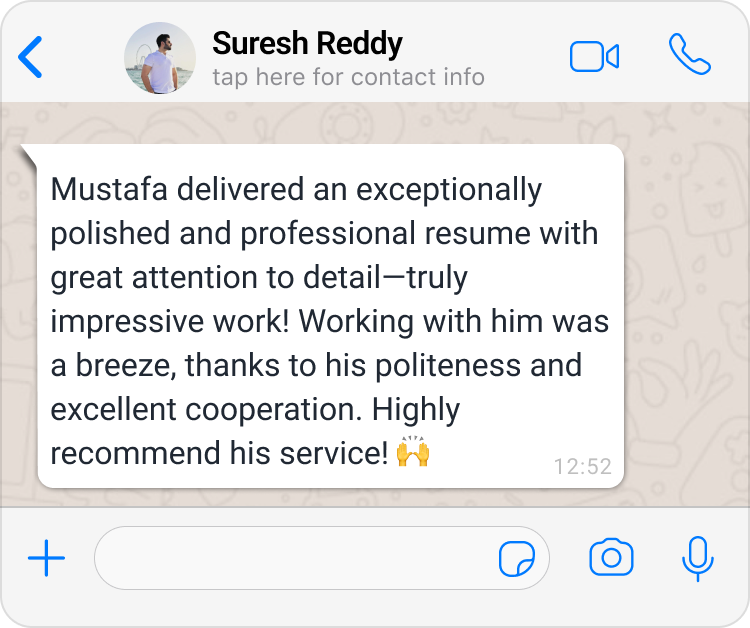 Suresh Reddy
tap here for contact info
Mustafa delivered an exceptionally
polished and professional resume with
great attention to detail—truly
impressive work! Working with him was
a breeze, thanks to his politeness and
excellent cooperation. Highly
recommend his service! 🙌
12:52